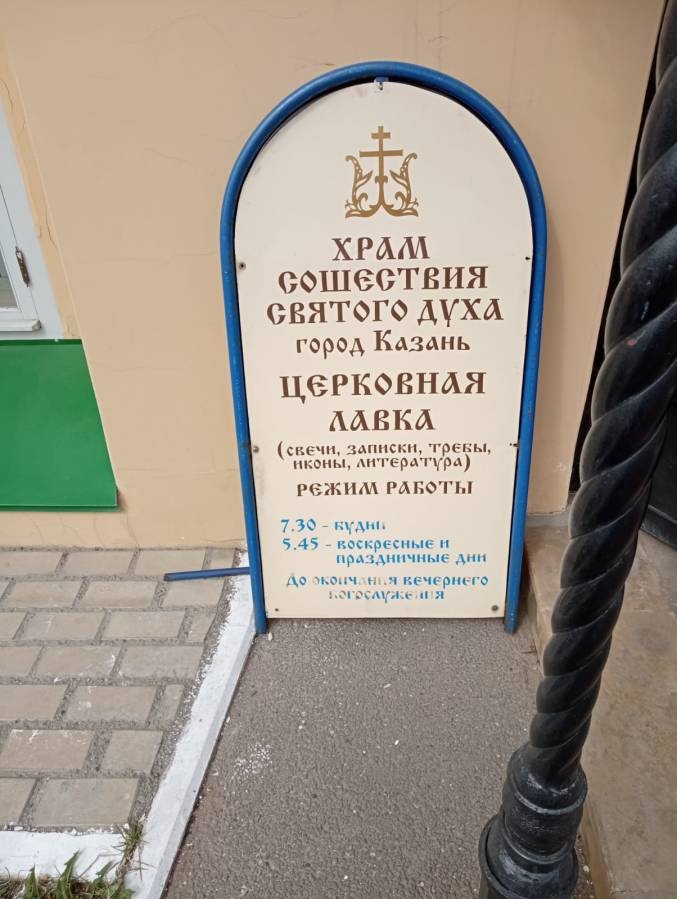 ХРАМ
СОШЕСТВИЯ
СВЯТОГО ДУХА
город Казань
ЦЕРКОВНАЯ
ЛАВКА
(свечи, записки, требы,
иконы, литература)
РЕЖИМ РАБОТЫ
7.30 - будни
5.45 - воскресные и
праздничные дни
До окончания вечернего
богослужения